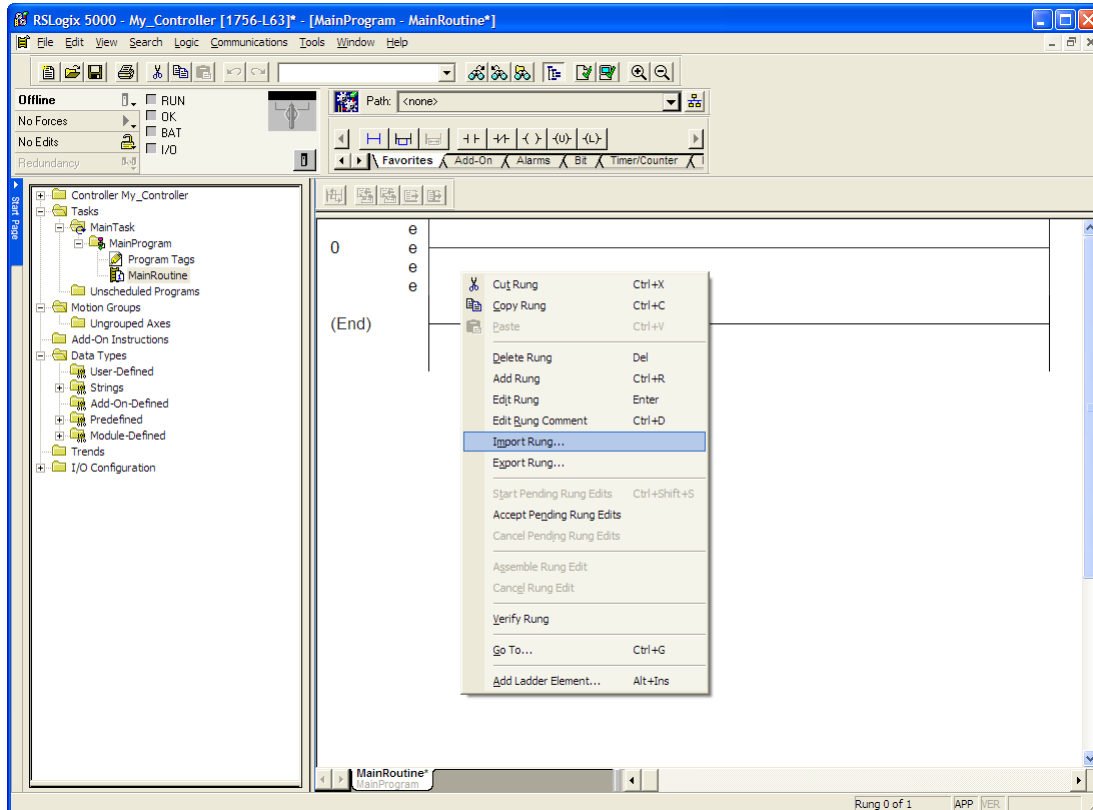 RSLogix 5000 - My_Controller [1756-L63]* - [MainProgram - MainRoutine*]
File Edit View Search Logic Communications Tools Window Help
Offline
RUN
No Forces
OK
No Edits
BAT
Redundancy
I/O
Path: <none>
Favorites Add-On Alarms Bit Timer/Counter
Start Page
Controller My_Controller
Tasks
MainTask
MainProgram
Program Tags
MainRoutine
Unscheduled Programs
Motion Groups
Ungrouped Axes
Add-On Instructions
Data Types
User-Defined
Strings
Add-On-Defined
Predefined
Module-Defined
Trends
I/O Configuration
e
0 e
e
e
(End)
Cut Rung Ctrl+X
Copy Rung Ctrl+C
Paste Ctrl+V
Delete Rung Del
Add Rung Ctrl+R
Edit Rung Enter
Edit Rung Comment Ctrl+D
Import Rung...
Export Rung...
Start Pending Rung Edits Ctrl+Shift+S
Accept Pending Rung Edits
Cancel Pending Rung Edits
Assemble Rung Edit
Cancel Rung Edit
Verify Rung
Go To... Ctrl+G
Add Ladder Element... Alt+Ins
MainRoutine*
MainProgram
Rung 0 of 1 APP VER